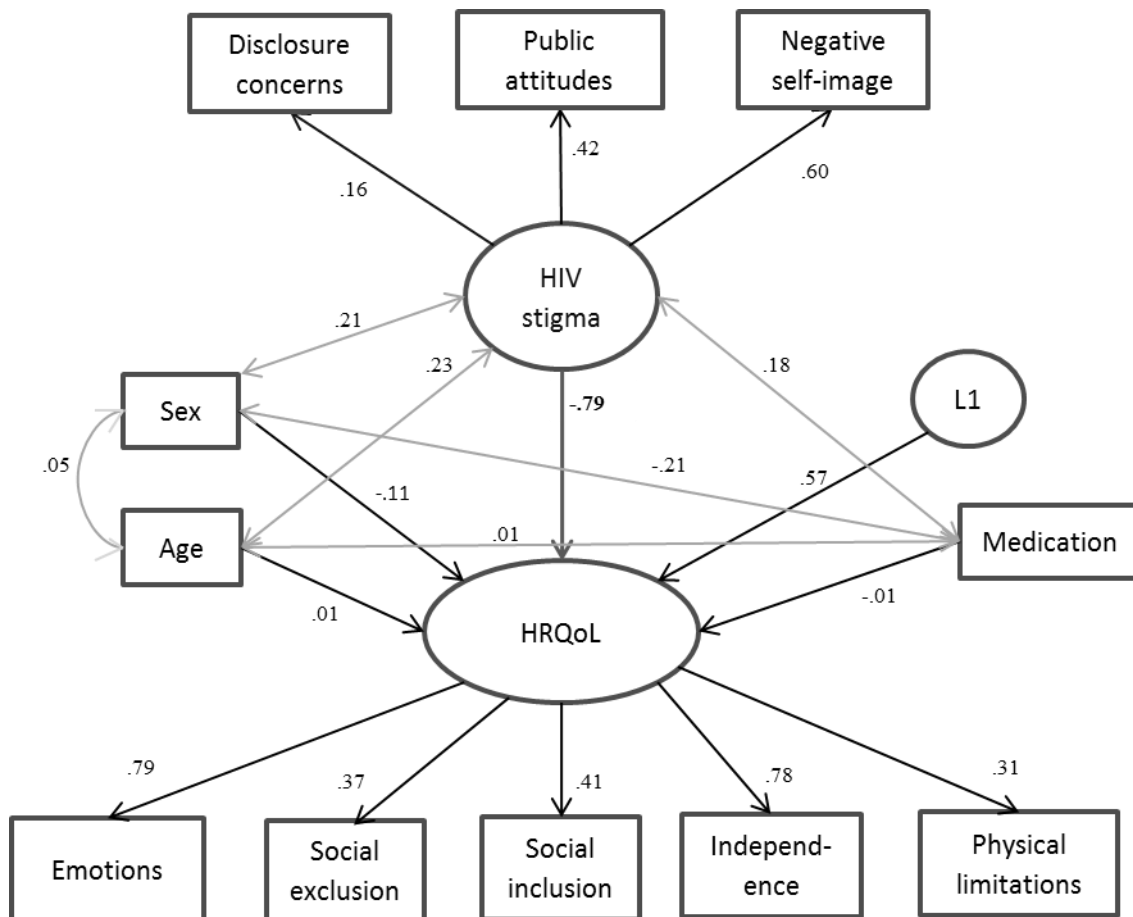 Disclosure
concerns
Public
attitudes
Negative
self-image
.16
.42
.60
HIV
stigma
.21
.23
-.79
.18
L1
Sex
.05
-.11
-.21
.57
Age
.01
Medication
.01
-.01
HRQoL
.79
.37
.41
.78
.31
Emotions
Social
exclusion
Social
inclusion
Independ-
ence
Physical
limitations